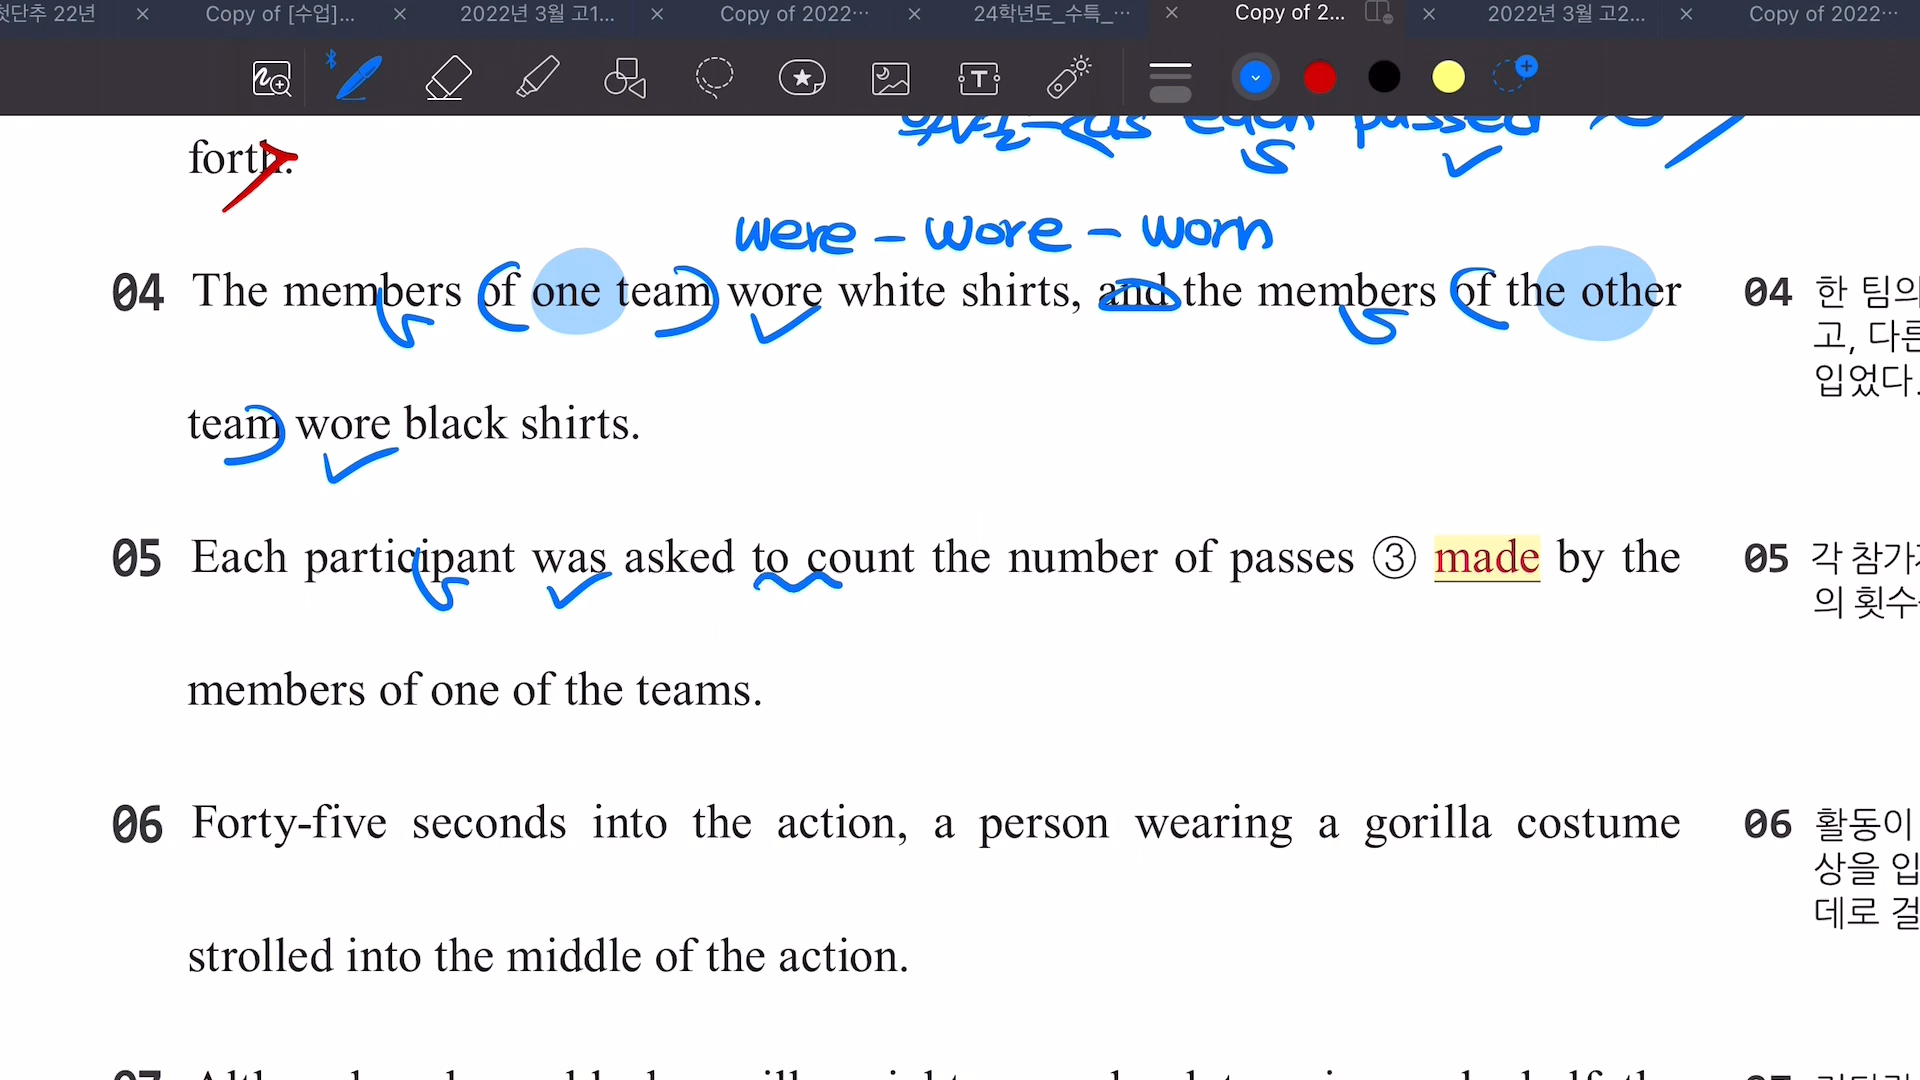 첫단추 22년 × Copy of [수업]... × 2022년 3월 고1... × Copy of 2022... × 24학년도_수특_... × Copy of 2... × 2022년 3월 고2... × Copy of 2022...
T
each passed
forth.
were - wore - worn
04 The members of one team wore white shirts, and the members of the other
team wore black shirts.
04 한 팀의
고, 다른
입었다.
05 Each participant was asked to count the number of passes ③ made by the
members of one of the teams.
05 각 참가자
의 횟수
06 Forty-five seconds into the action, a person wearing a gorilla costume
strolled into the middle of the action.
06 활동이
상을 입
데로 걸